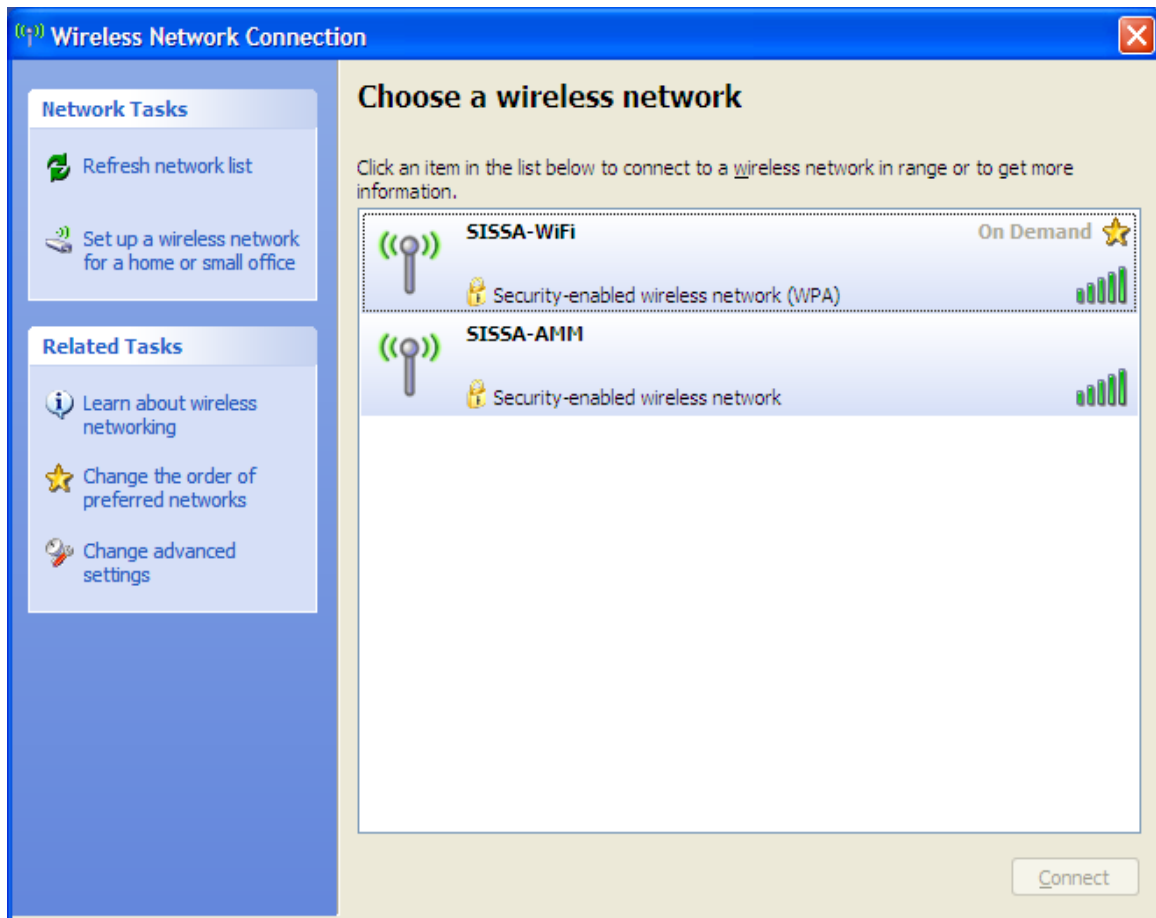 Wireless Network Connection
Network Tasks
Refresh network list
Set up a wireless network
for a home or small office
Related Tasks
Learn about wireless
networking
Change the order of
preferred networks
Change advanced
settings
Choose a wireless network
Click an item in the list below to connect to a wireless network in range or to get more
information.
SISSA-WiFi
On Demand
Security-enabled wireless network (WPA)
SISSA-AMM
Security-enabled wireless network
Connect